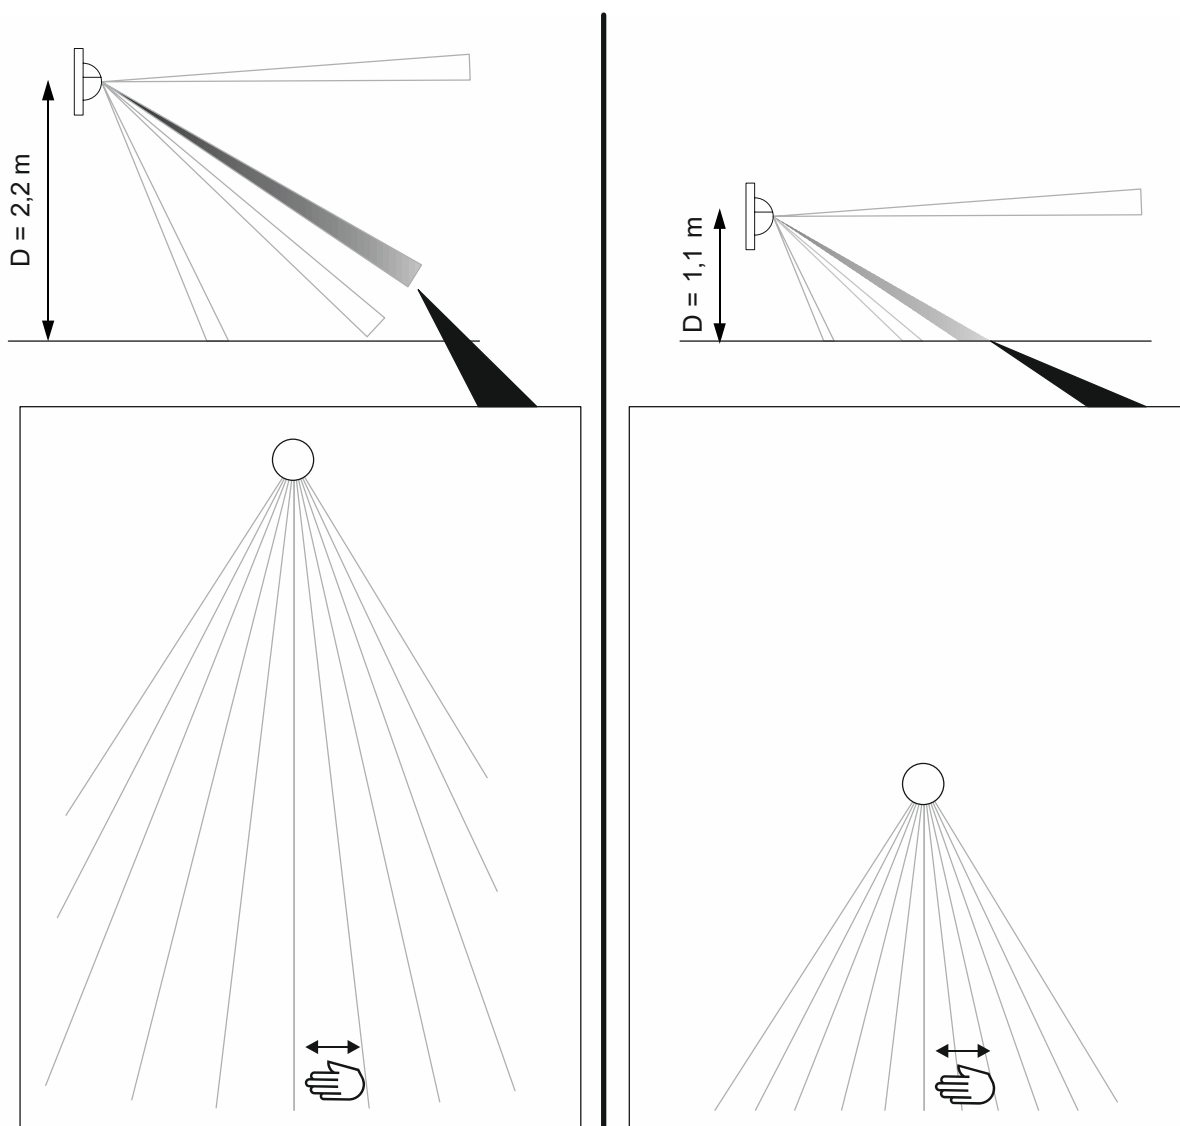 D = 2,2 m
D = 1,1 m